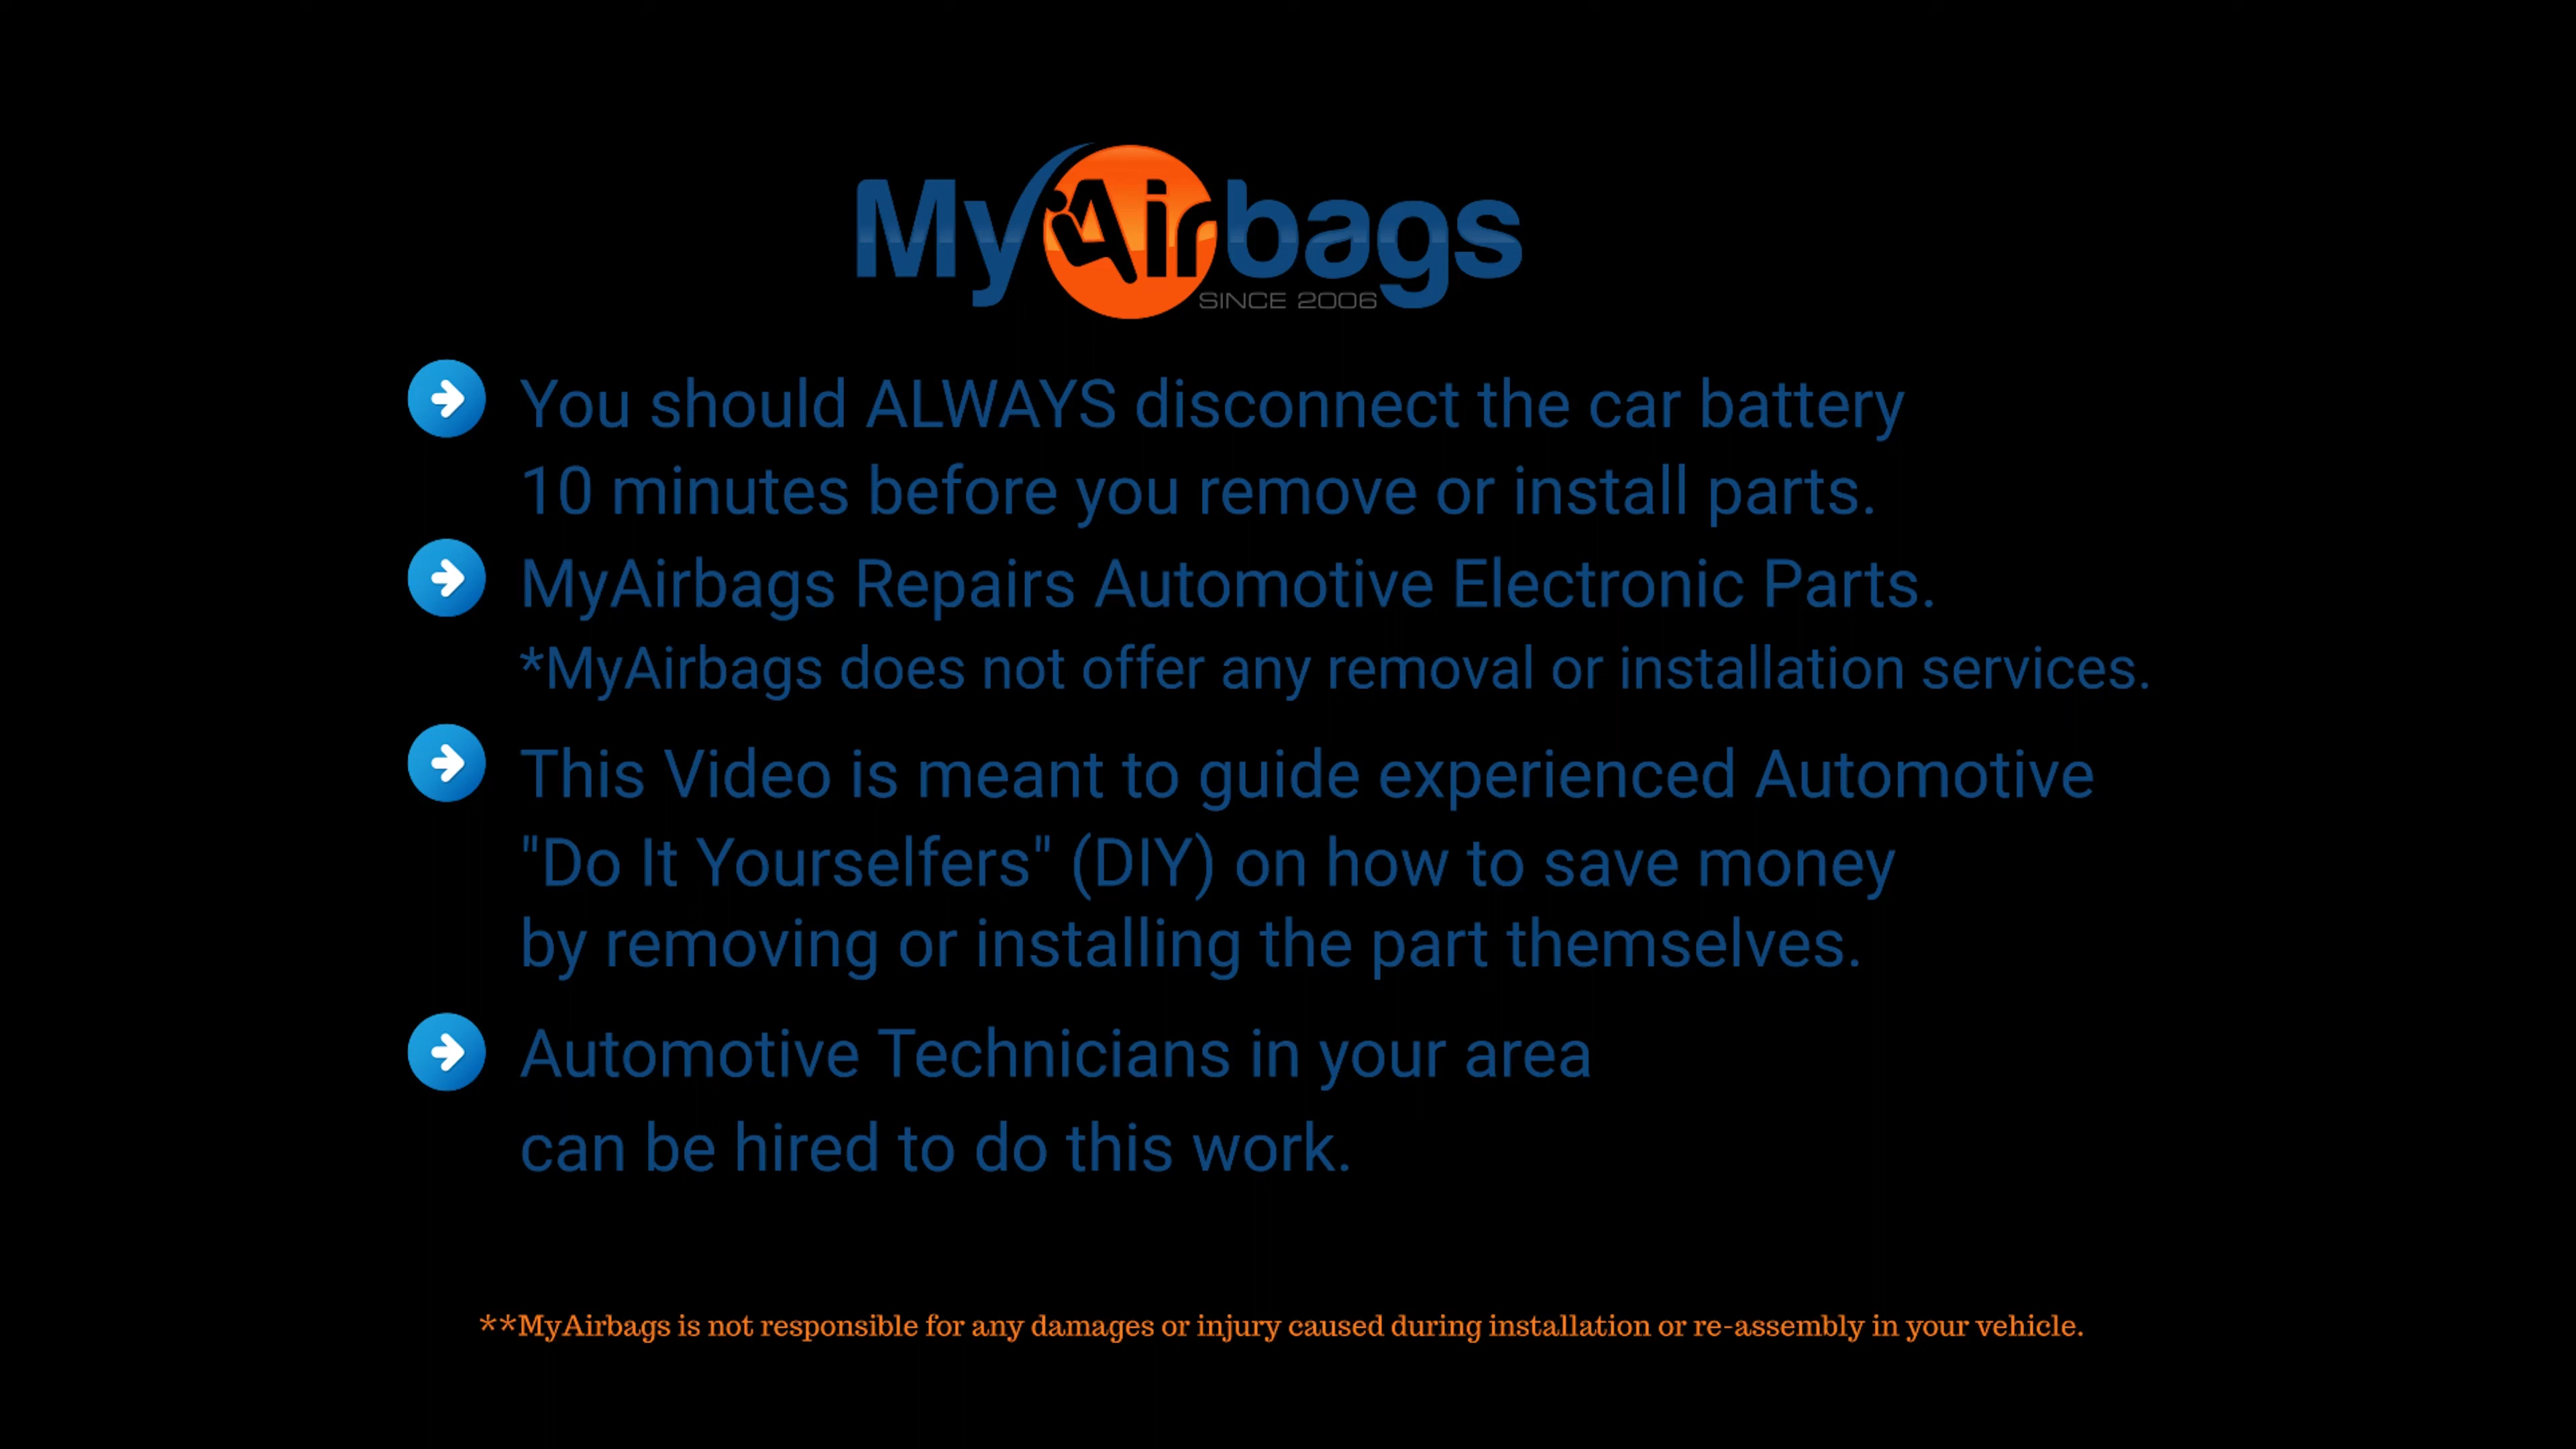 MyAirbags
SINCE 2006
You should ALWAYS disconnect the car battery
10 minutes before you remove or install parts.
MyAirbags Repairs Automotive Electronic Parts.
*MyAirbags does not offer any removal or installation services.
This Video is meant to guide experienced Automotive
"Do It Yourselfers" (DIY) on how to save money
by removing or installing the part themselves.
Automotive Technicians in your area
can be hired to do this work.
**MyAirbags is not responsible for any damages or injury caused during installation or re-assembly in your vehicle.